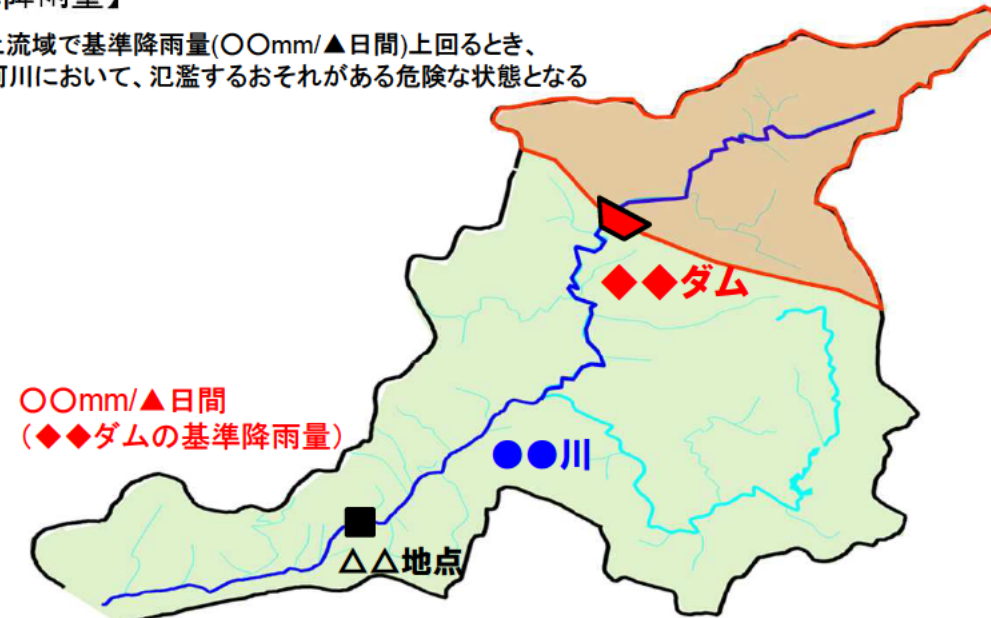 降雨量】
上流域で基準降雨量(〇〇mm/▲日間)上回るとき、
河川において、氾濫するおそれがある危険な状態となる
◆◆ダム
〇〇mm/▲日間
(◆◆ダムの基準降雨量)
●●川
△△地点